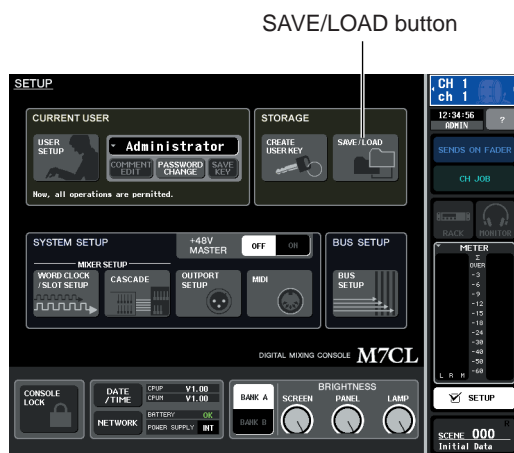 SAVE/LOAD button
SETUP
CURRENT USER
USER SETUP
Administrator
COMMENT EDIT
PASSWORD CHANGE
SAVE KEY
Now, all operations are permitted.
STORAGE
CREATE USER KEY
SAVE/LOAD
SYSTEM SETUP
+48V MASTER
OFF
ON
MIXER SETUP
WORD CLOCK /SLOT SETUP
CASCADE
OUTPORT SETUP
MIDI
BUS SETUP
BUS SETUP
DIGITAL MIXING CONSOLE M7CL
CONSOLE LOCK
DATE /TIME
CPUP V1.00
CPUM V1.00
NETWORK
BATTERY OK
POWER SUPPLY INT
BANK A
BANK B
BRIGHTNESS
SCREEN
PANEL
LAMP
CH 1
ch 1
12:34:56
ADMIN
?
SENDS ON FADER
CH JOB
RACK
MONITOR
METER
Σ
OVER
-3
-6
-9
-12
-15
-18
-24
-30
-40
-50
-60
L R M
SETUP
R
SCENE 000
Initial Data